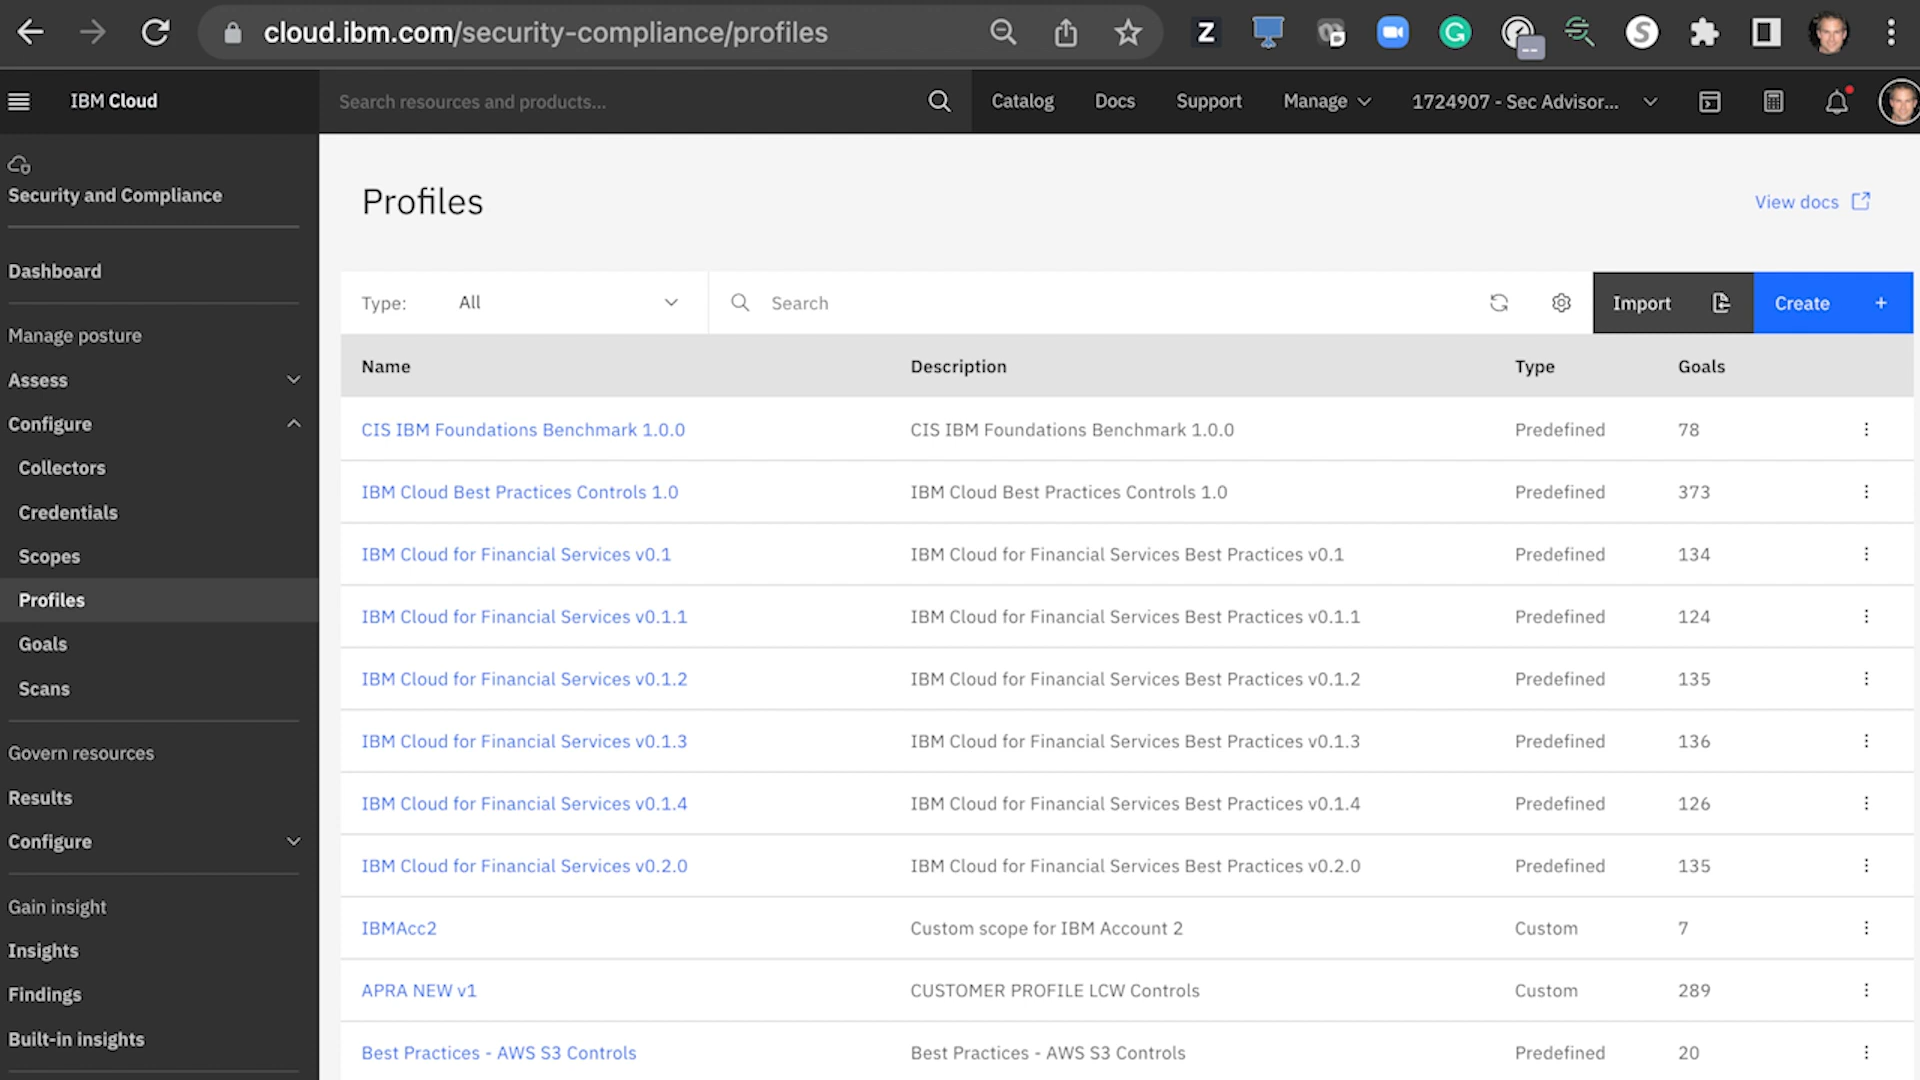 cloud.ibm.com/security-compliance/profiles
IBM Cloud
Search resources and products...
Catalog
Docs
Support
Manage
1724907 - Sec Advisor...
Security and Compliance
Dashboard
Manage posture
Assess
Configure
Collectors
Credentials
Scopes
Profiles
Goals
Scans
Govern resources
Results
Configure
Gain insight
Insights
Findings
Built-in insights
Profiles
View docs
Type: All
Search
Import
Create +
Name Description Type Goals
CIS IBM Foundations Benchmark 1.0.0 CIS IBM Foundations Benchmark 1.0.0 Predefined 78
IBM Cloud Best Practices Controls 1.0 IBM Cloud Best Practices Controls 1.0 Predefined 373
IBM Cloud for Financial Services v0.1 IBM Cloud for Financial Services Best Practices v0.1 Predefined 134
IBM Cloud for Financial Services v0.1.1 IBM Cloud for Financial Services Best Practices v0.1.1 Predefined 124
IBM Cloud for Financial Services v0.1.2 IBM Cloud for Financial Services Best Practices v0.1.2 Predefined 135
IBM Cloud for Financial Services v0.1.3 IBM Cloud for Financial Services Best Practices v0.1.3 Predefined 136
IBM Cloud for Financial Services v0.1.4 IBM Cloud for Financial Services Best Practices v0.1.4 Predefined 126
IBM Cloud for Financial Services v0.2.0 IBM Cloud for Financial Services Best Practices v0.2.0 Predefined 135
IBMAcc2 Custom scope for IBM Account 2 Custom 7
APRA NEW v1 CUSTOMER PROFILE LCW Controls Custom 289
Best Practices - AWS S3 Controls Best Practices - AWS S3 Controls Predefined 20